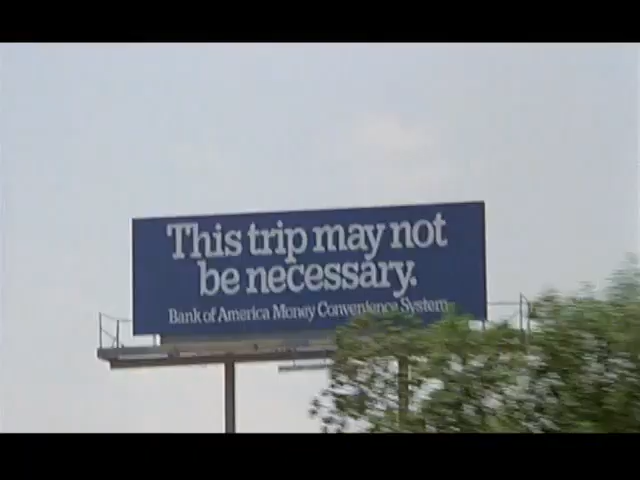 This trip may not
be necessary.
Bank of America Money Convenience System